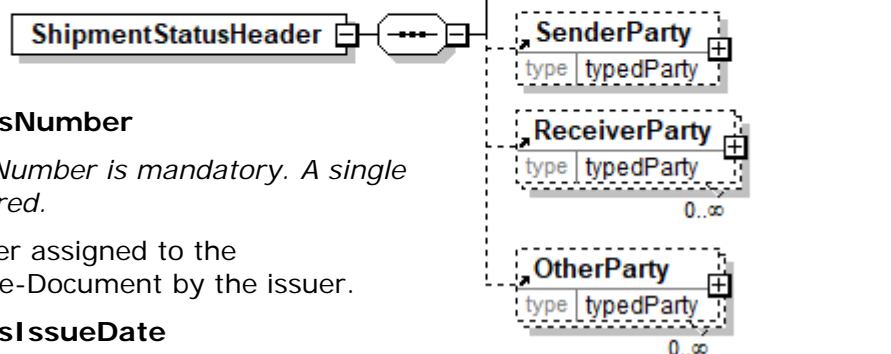 ShipmentStatusHeader
SenderParty
type typedParty
sNumber
Number is mandatory. A single
red.
er assigned to the
e-Document by the issuer.
sIssueDate
ReceiverParty
type typedParty
0..∞
OtherParty
type typedParty
0..∞